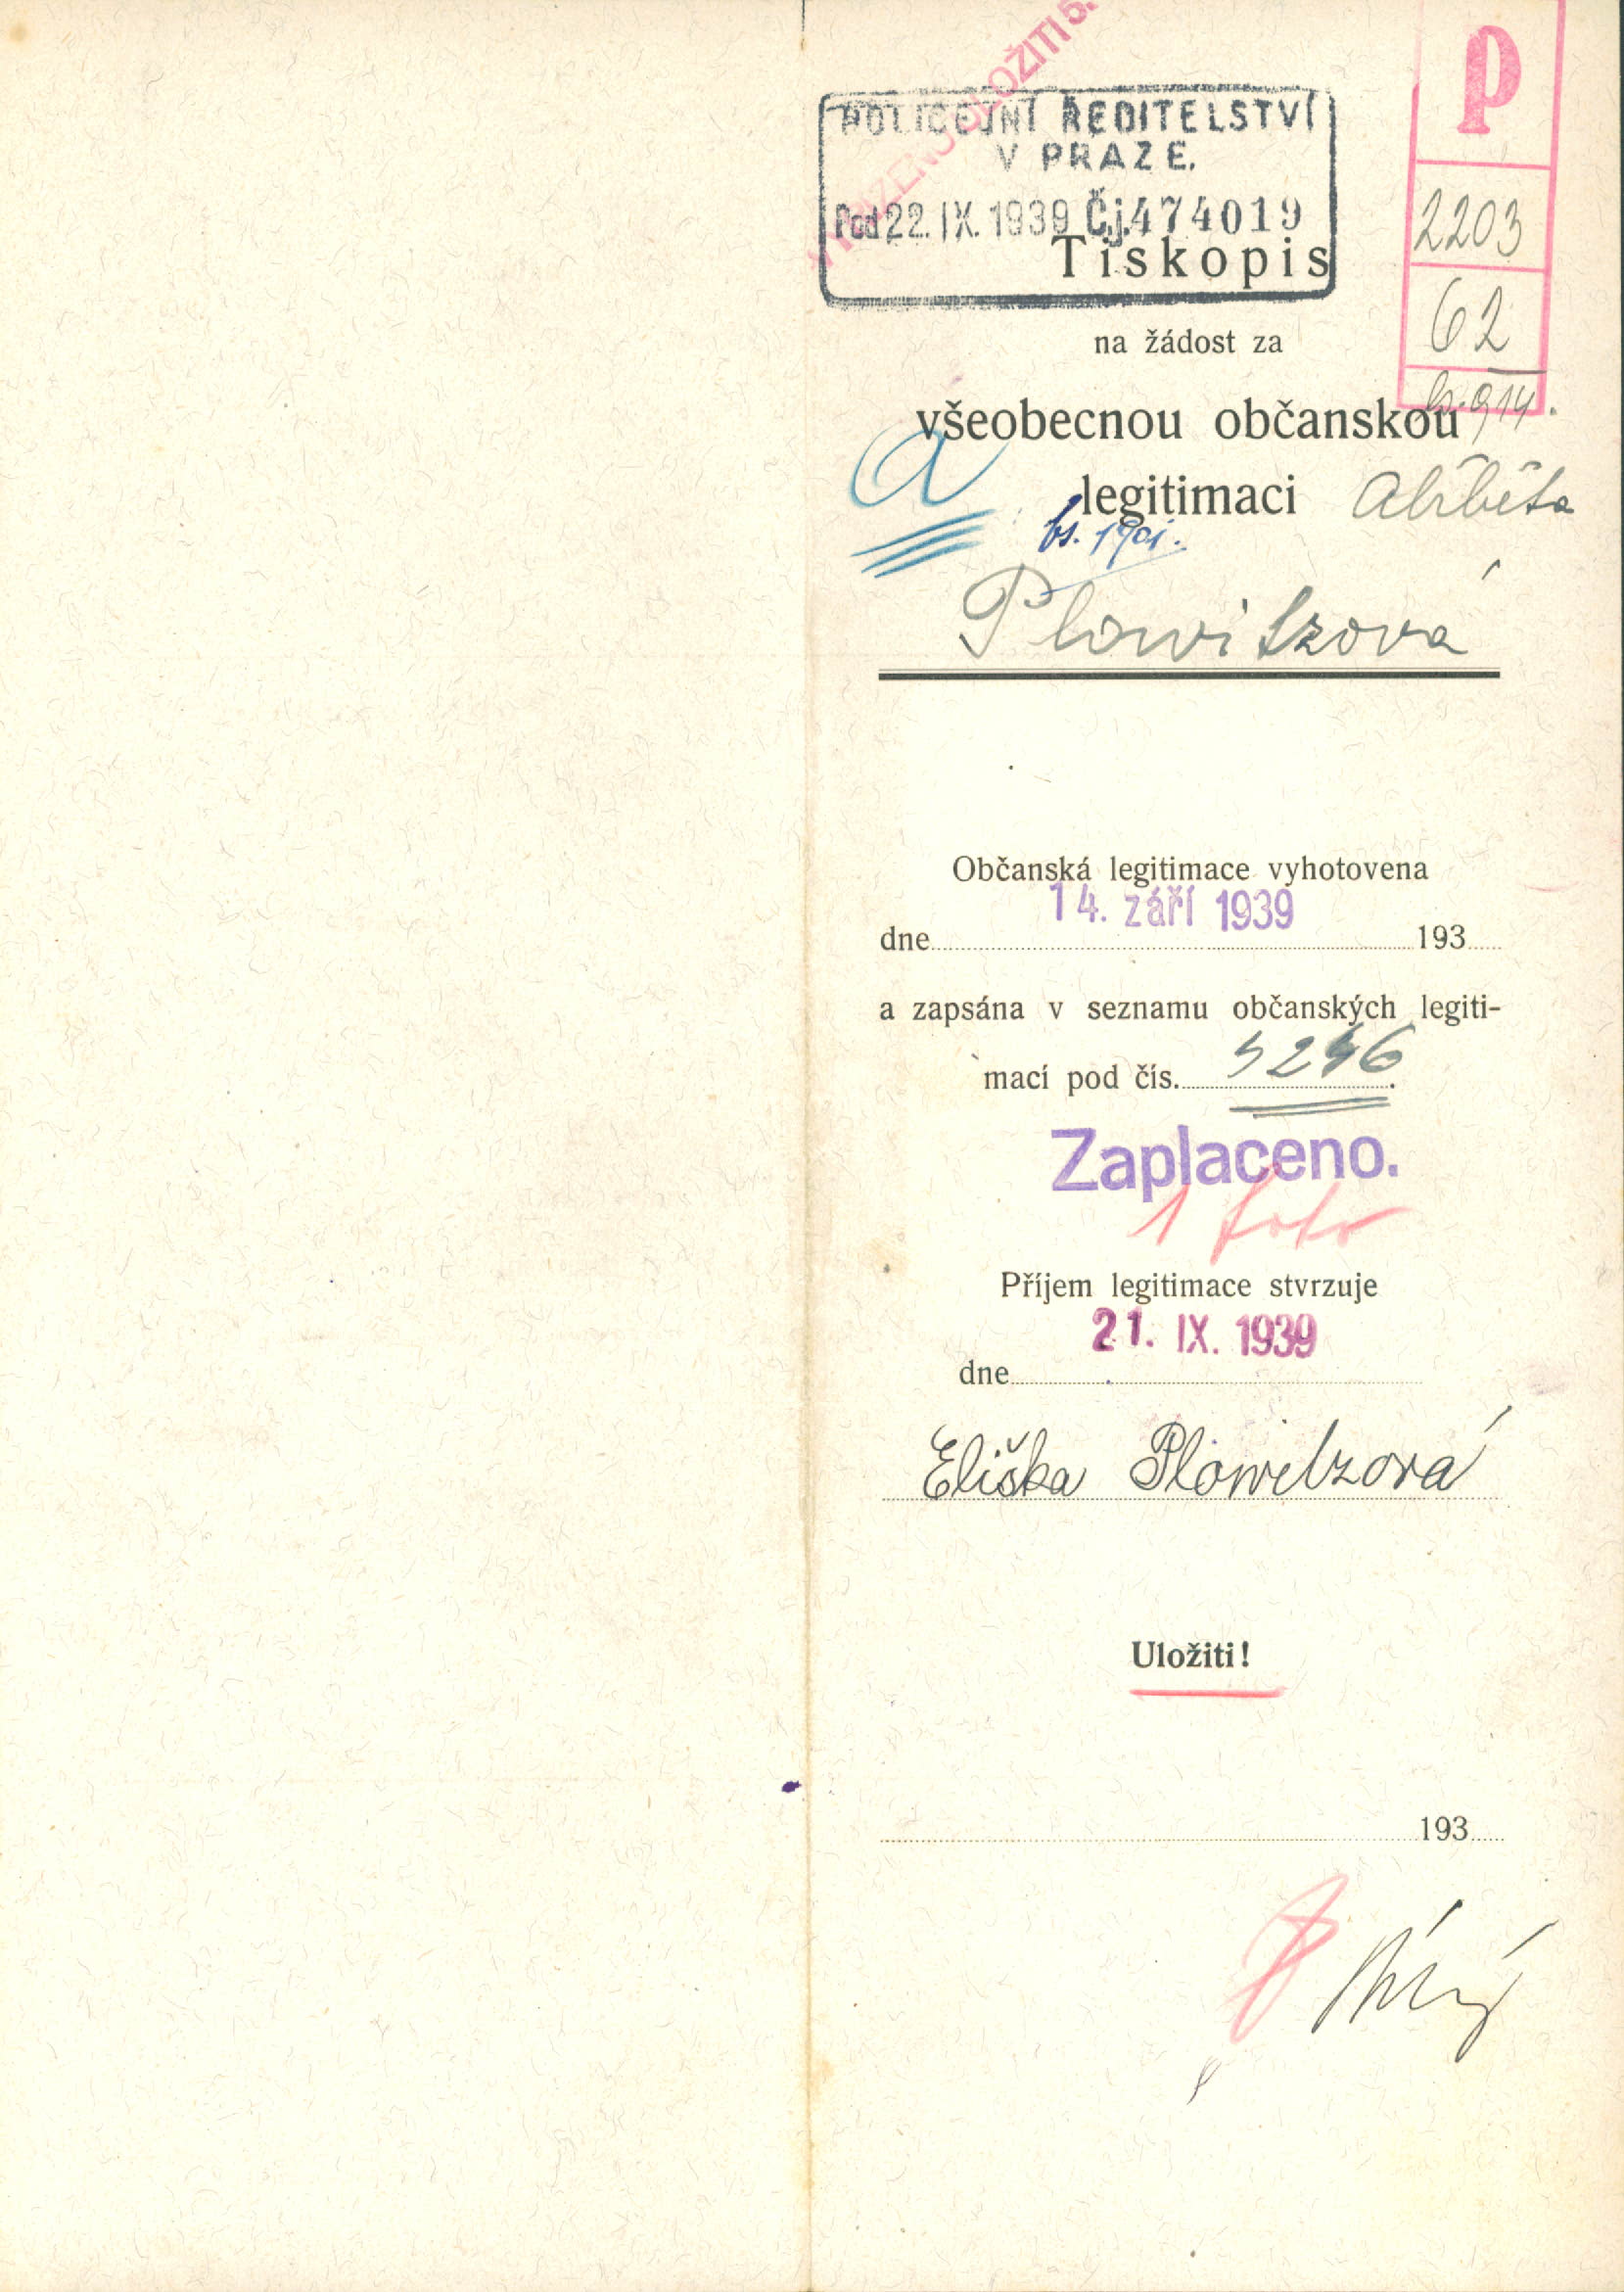 P
POLICEJNÍ ŘEDITELSTVÍ
V PRAZE.
Pod 22. IX. 1939 Čj. 474019
2203
Tiskopis
62
na žádost za
914.
všeobecnou občanskou
a
legitimaci Alžběta
1901.
Plowitzová
Občanská legitimace vyhotovena
14. září 1939
dne 193
a zapsána v seznamu občanských legiti-
mací pod čís. 5246
Zaplaceno.
1 foto
Příjem legitimace stvrzuje
21. IX. 1939
dne
Eliška Plowitzová
Uložiti!
193